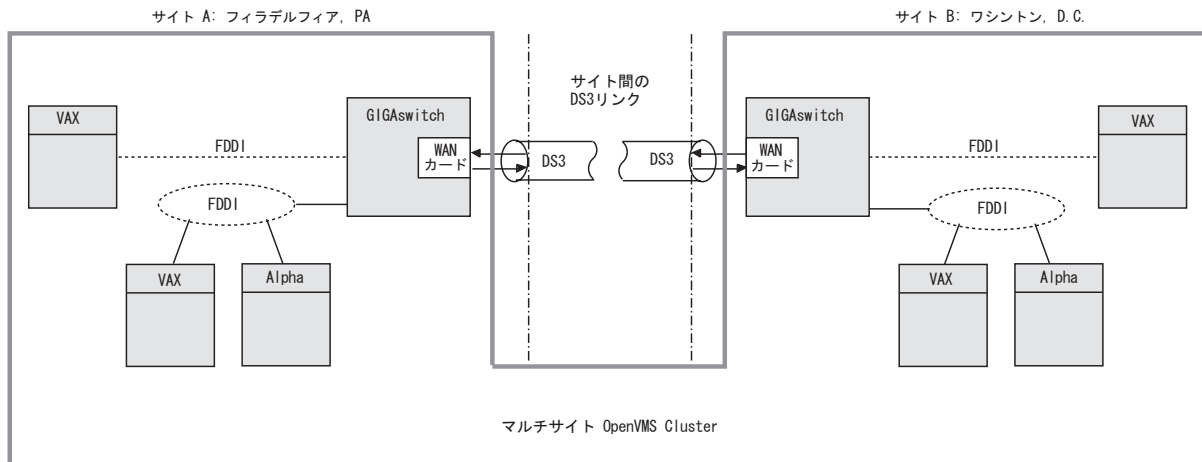 サイト A: フィラデルフィア, PA
サイト B: ワシントン, D.C.
サイト間の
DS3リンク
VAX
FDDI
GIGAswitch
WAN
カード
DS3
DS3
GIGAswitch
WAN
カード
FDDI
VAX
FDDI
VAX
Alpha
FDDI
VAX
Alpha
マルチサイト OpenVMS Cluster